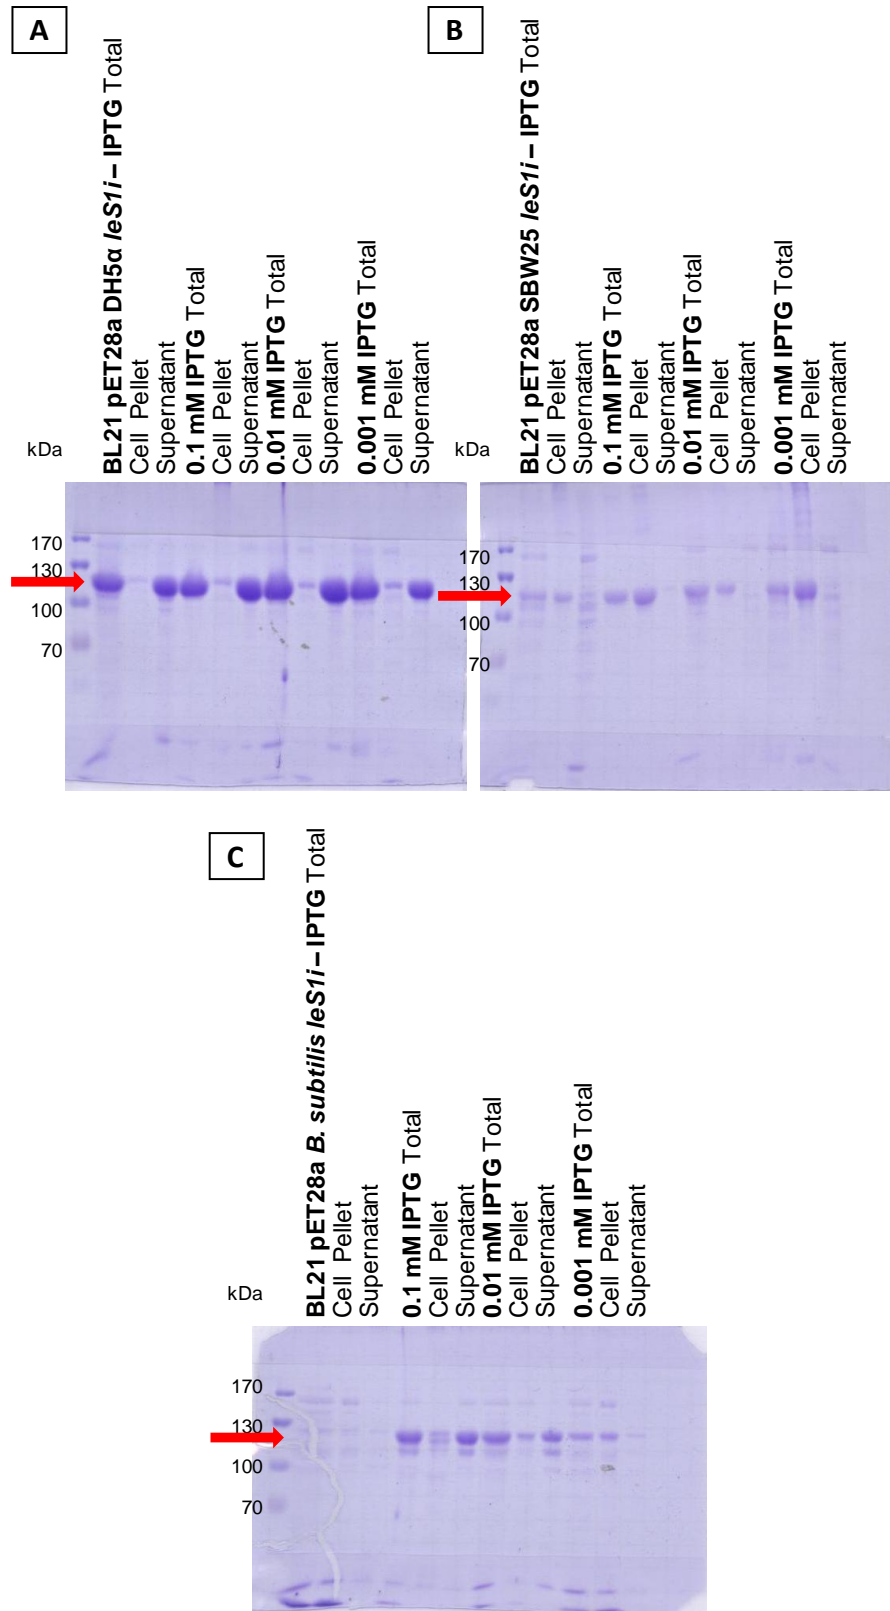 A
BL21 pET28a DH5α leS1i – IPTG Total
Cell Pellet
Supernatant
0.1 mM IPTG Total
Cell Pellet
Supernatant
0.01 mM IPTG Total
Cell Pellet
Supernatant
0.001 mM IPTG Total
Cell Pellet
Supernatant
kDa
170
130
100
70
B
BL21 pET28a SBW25 leS1i – IPTG Total
Cell Pellet
Supernatant
0.1 mM IPTG Total
Cell Pellet
Supernatant
0.01 mM IPTG Total
Cell Pellet
Supernatant
0.001 mM IPTG Total
Cell Pellet
Supernatant
kDa
170
130
100
70
C
BL21 pET28a B. subtilis leS1i – IPTG Total
Cell Pellet
Supernatant
0.1 mM IPTG Total
Cell Pellet
Supernatant
0.01 mM IPTG Total
Cell Pellet
Supernatant
0.001 mM IPTG Total
Cell Pellet
Supernatant
kDa
170
130
100
70